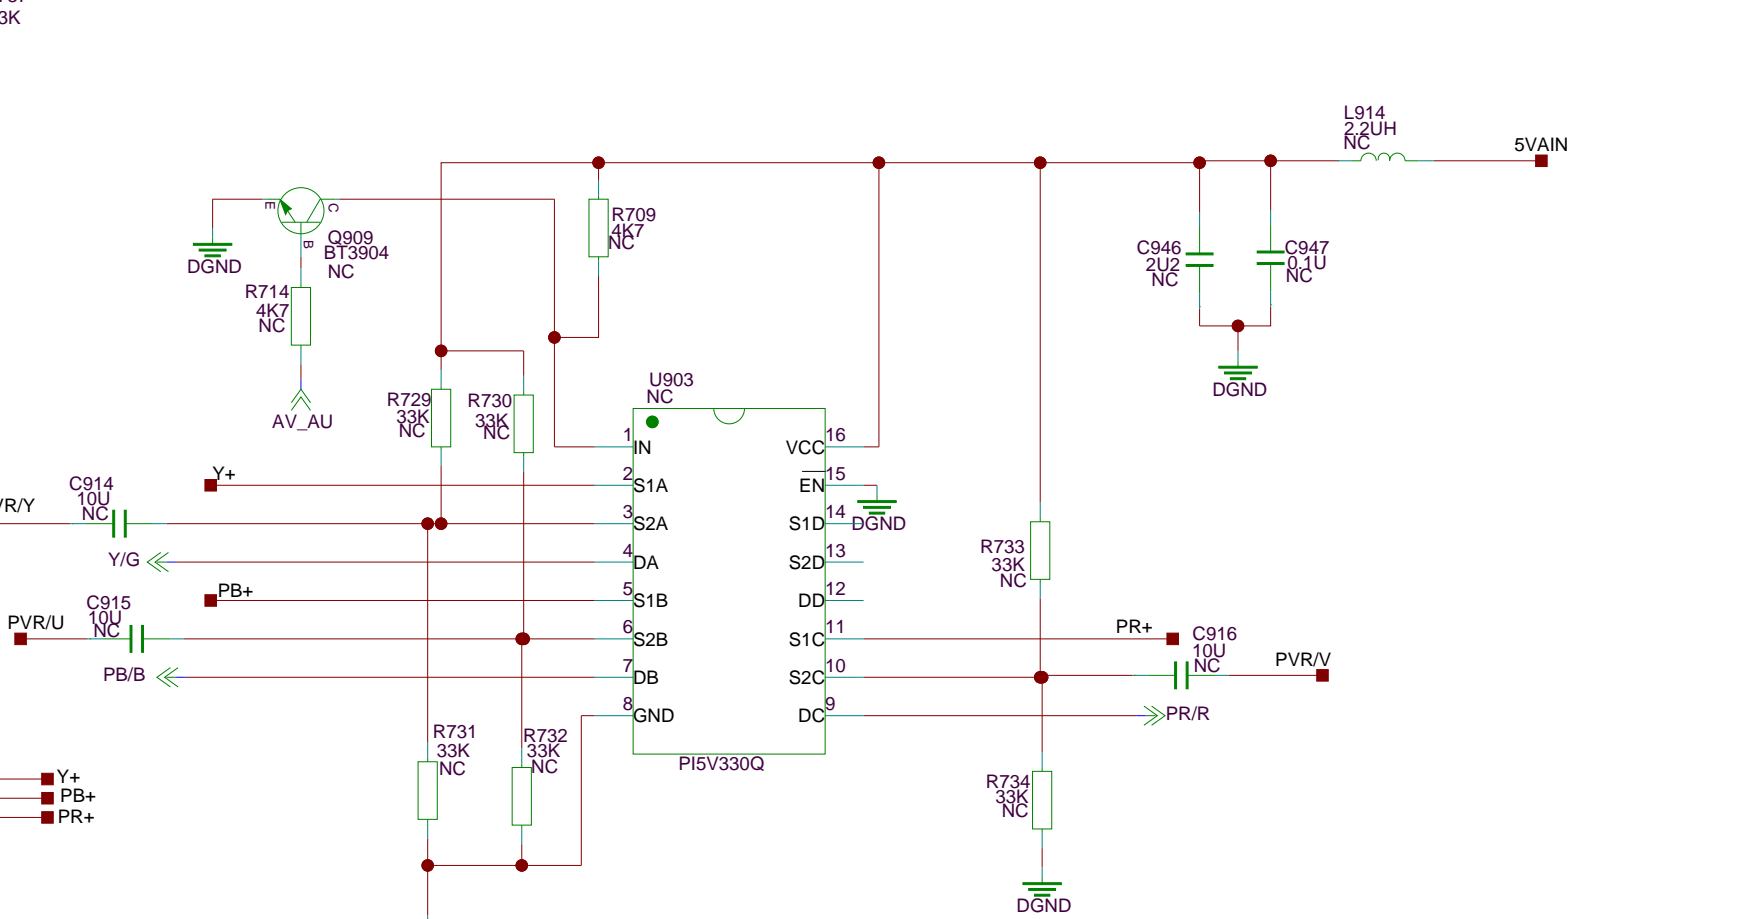 3K
L914
2.2UH
NC
5VAIN
E
C
B
Q909
BT3904
NC
DGND
R709
4K7
NC
C946
2U2
NC
C947
0.1U
NC
R714
4K7
NC
DGND
AV_AU
U903
NC
R729
33K
NC
R730
33K
NC
1
IN
2
S1A
3
S2A
4
DA
5
S1B
6
S2B
7
DB
8
GND
16
VCC
15
EN
14
S1D
13
S2D
12
DD
11
S1C
10
S2C
9
DC
DGND
Y+
C914
10U
NC
VR/Y
Y/G
PB+
C915
10U
NC
PVR/U
PB/B
R733
33K
NC
PR+
C916
10U
NC
PVR/V
PR/R
R731
33K
NC
R732
33K
NC
PI5V330Q
R734
33K
NC
DGND
Y+
PB+
PR+